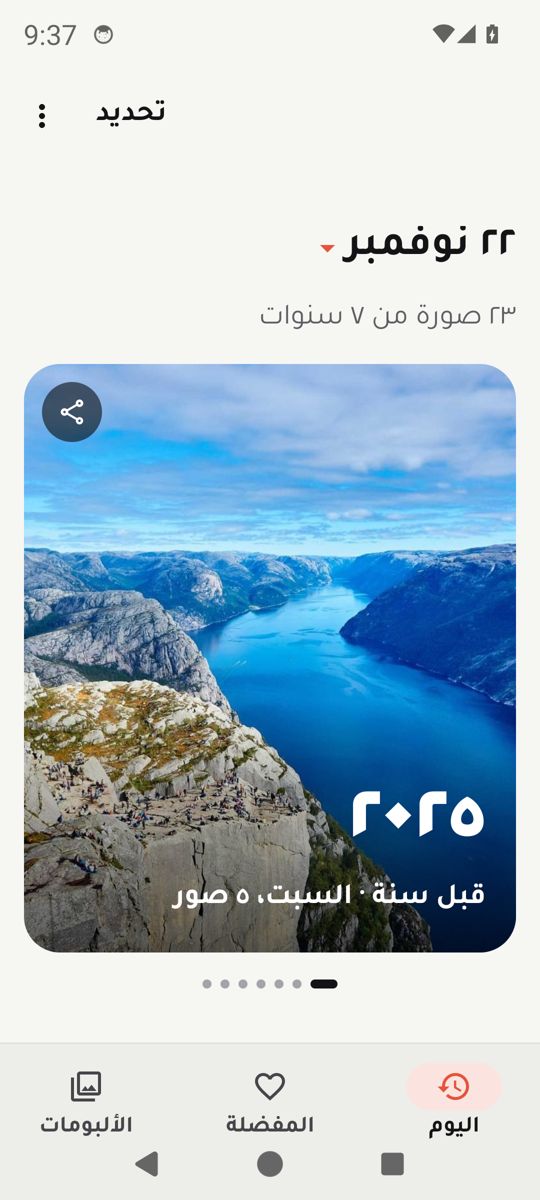 9:37
تحديد
٢٢ نوفمبر
٢٣ صورة من ٧ سنوات
٢٠٢٥
قبل سنة · السبت، ٥ صور
اليوم
المفضلة
الألبومات